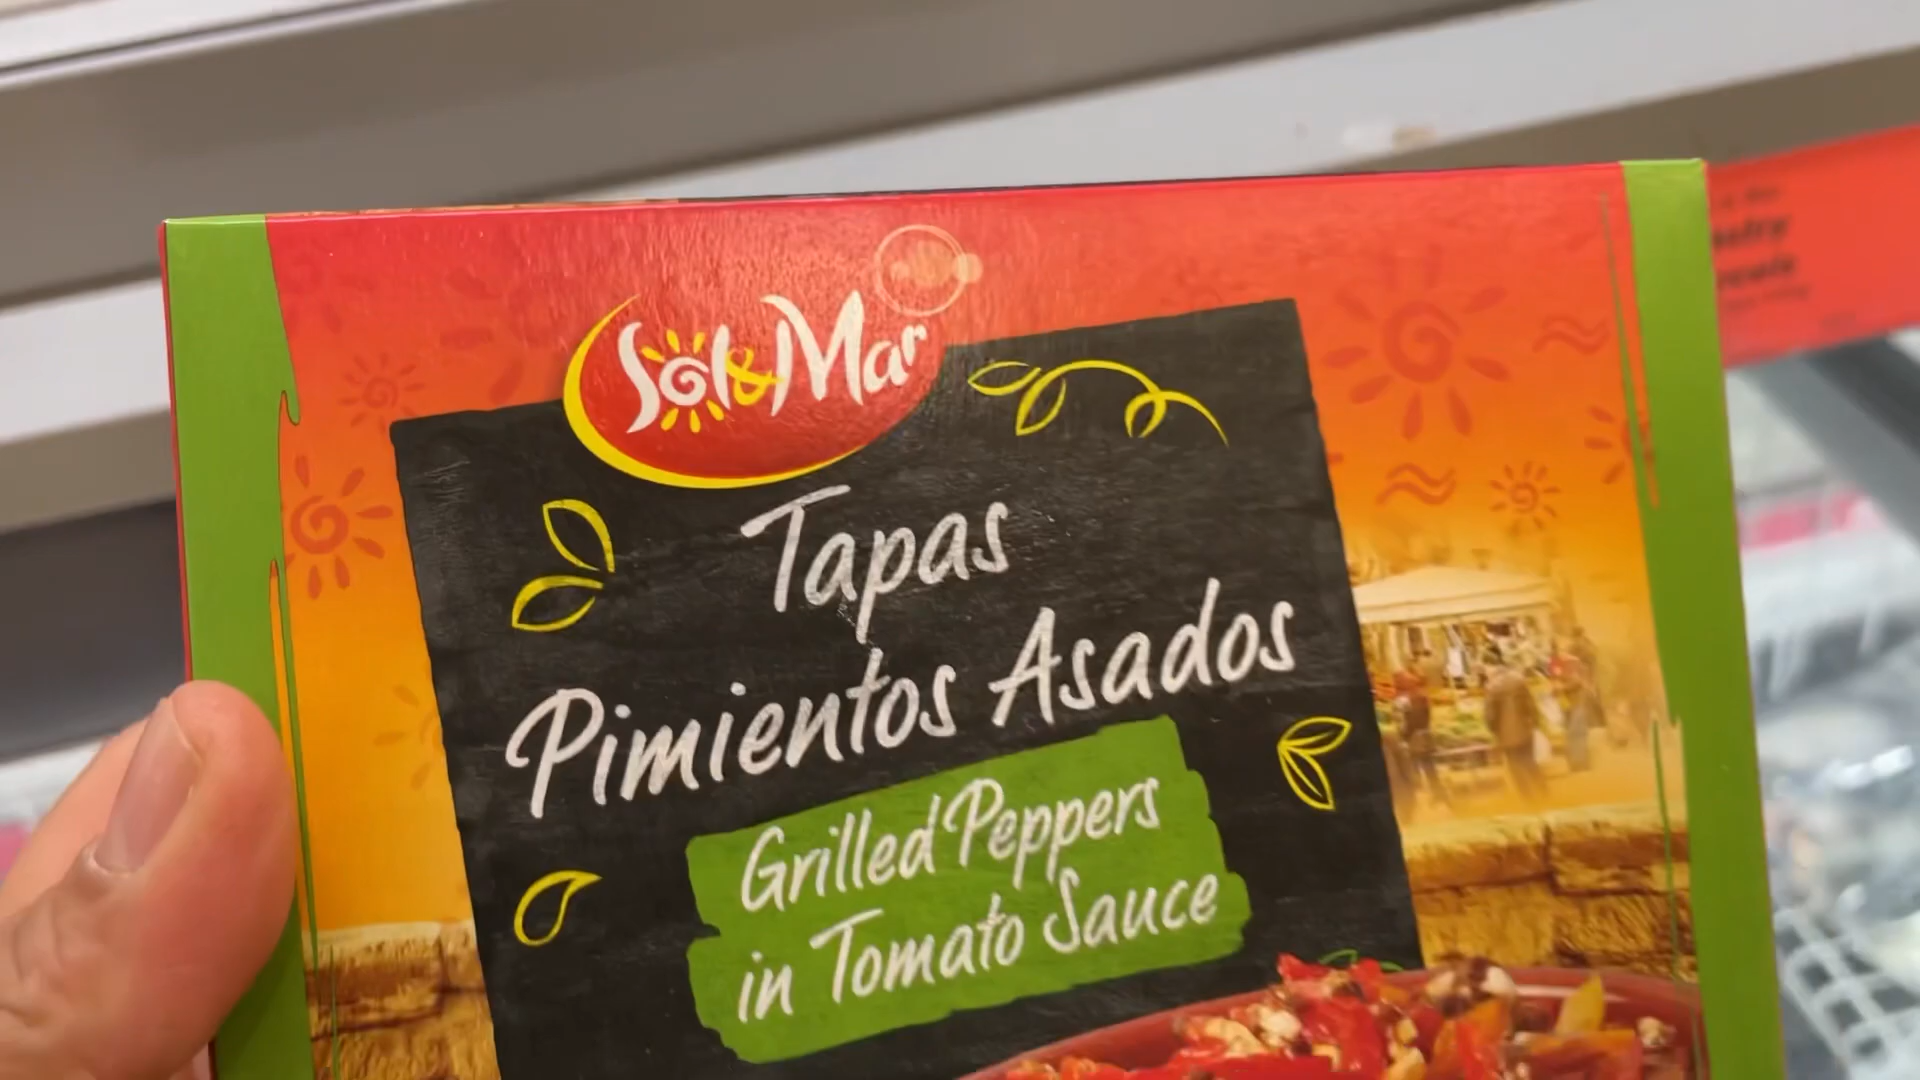 Sol&Mar
Tapas
Pimientos Asados
Grilled Peppers
in Tomato Sauce